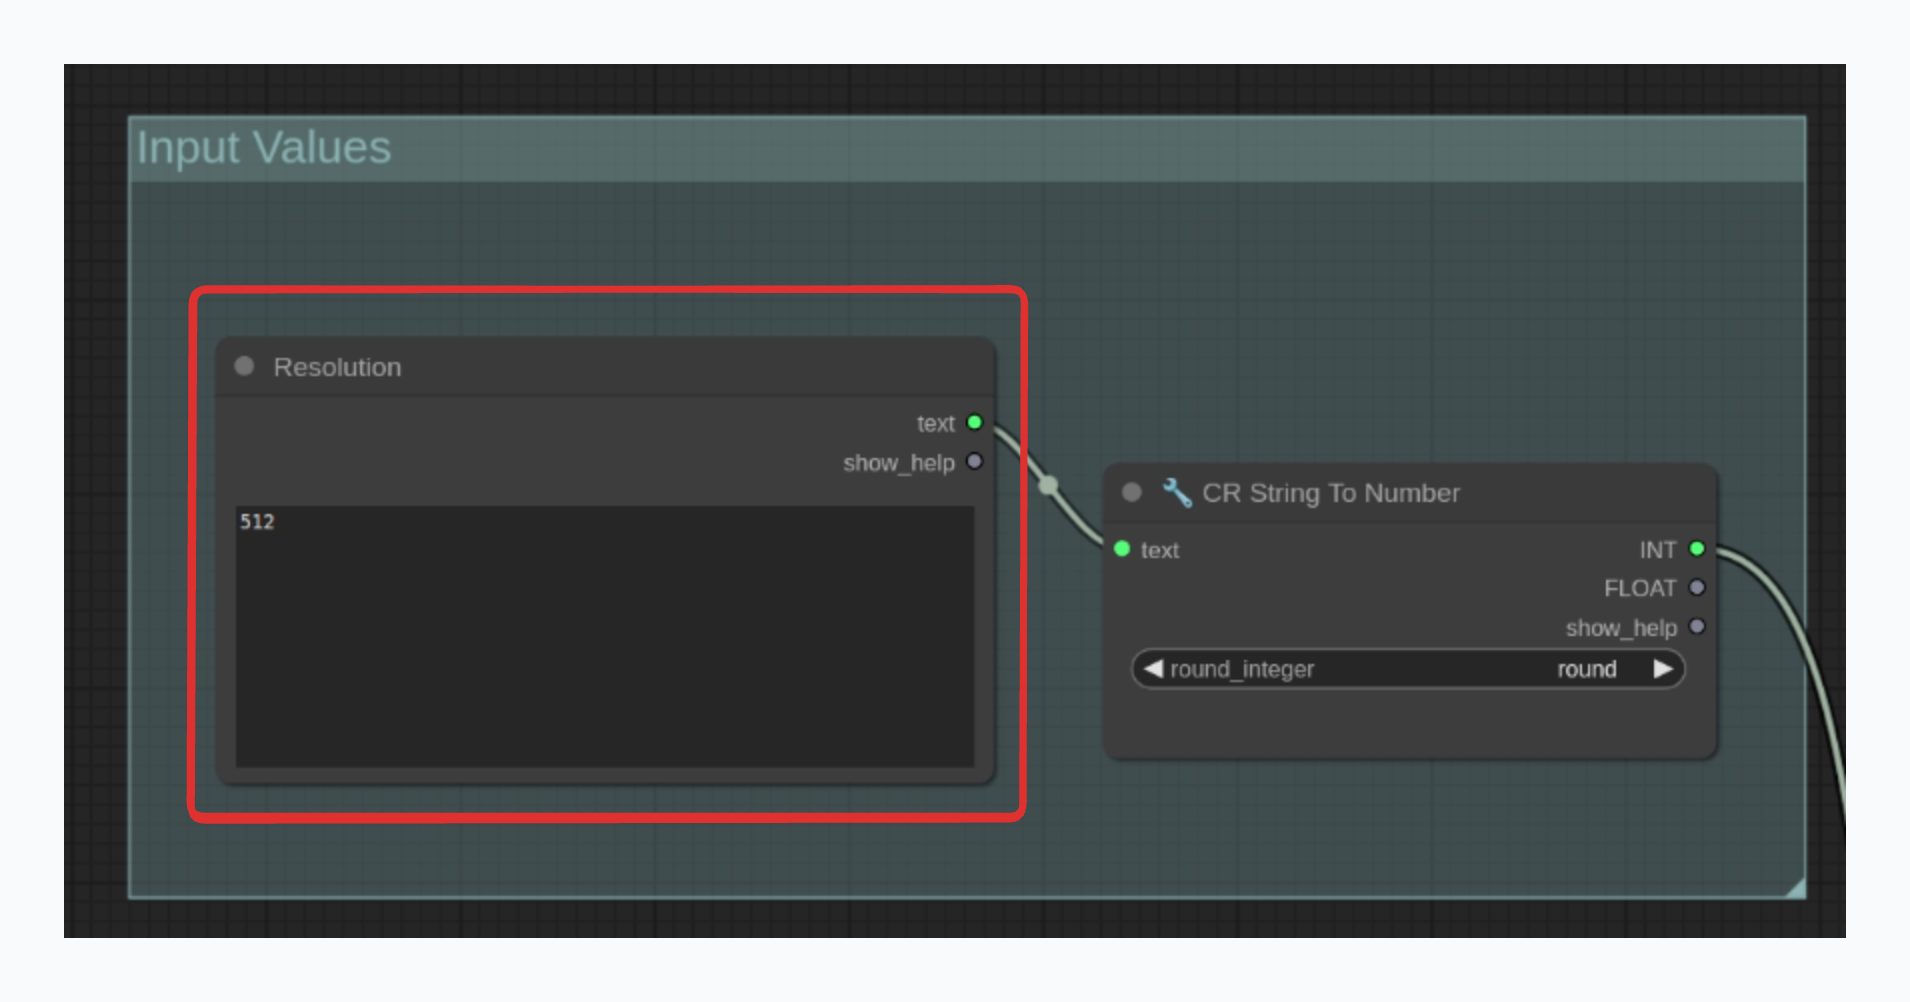 Input Values
Resolution
text
show_help
512
CR String To Number
text INT
FLOAT
show_help
round_integer round